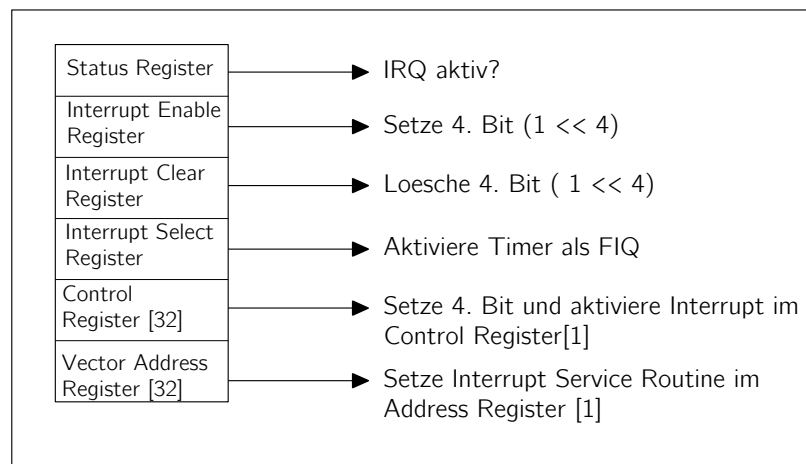 Status Register
IRQ aktiv?
Interrupt Enable
Register
Setze 4. Bit (1 << 4)
Interrupt Clear
Register
Loesche 4. Bit ( 1 << 4)
Interrupt Select
Register
Aktiviere Timer als FIQ
Control
Register [32]
Setze 4. Bit und aktiviere Interrupt im
Control Register[1]
Vector Address
Register [32]
Setze Interrupt Service Routine im
Address Register [1]